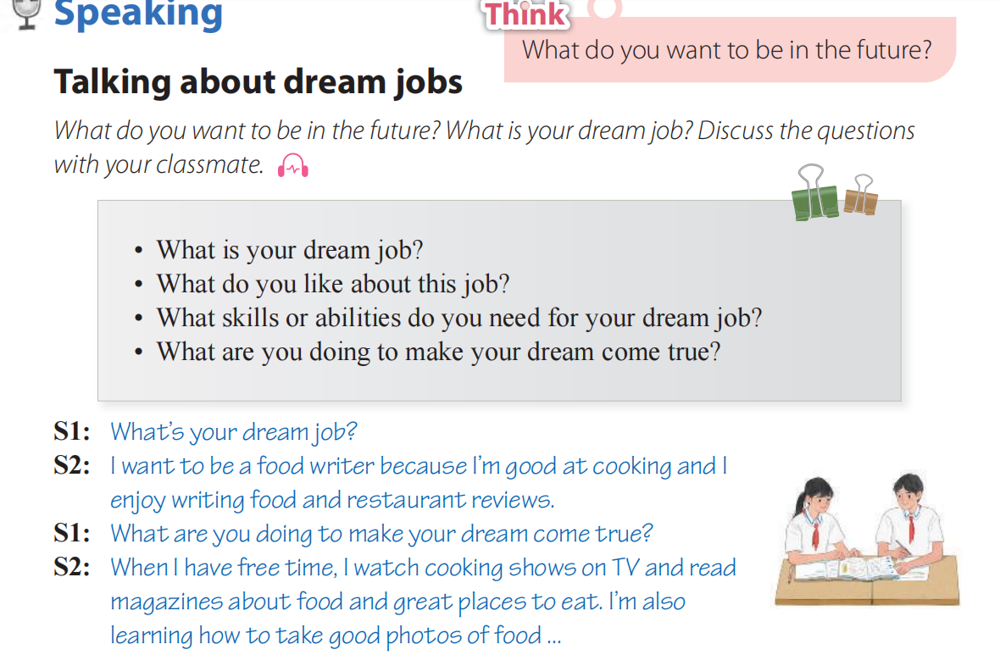 Speaking
Think
What do you want to be in the future?
Talking about dream jobs
What do you want to be in the future? What is your dream job? Discuss the questions
with your classmate.
• What is your dream job?
• What do you like about this job?
• What skills or abilities do you need for your dream job?
• What are you doing to make your dream come true?
S1: What's your dream job?
S2: I want to be a food writer because I'm good at cooking and I
enjoy writing food and restaurant reviews.
S1: What are you doing to make your dream come true?
S2: When I have free time, I watch cooking shows on TV and read
magazines about food and great places to eat. I'm also
learning how to take good photos of food ...